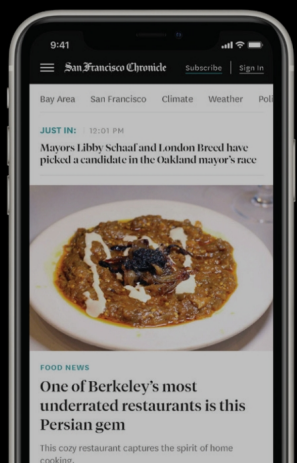 9:41
San Francisco Chronicle Subscribe Sign In
Bay Area San Francisco Climate Weather Poli
JUST IN: 12:01 PM
Mayors Libby Schaaf and London Breed have
picked a candidate in the Oakland mayor's race
FOOD NEWS
One of Berkeley's most
underrated restaurants is this
Persian gem
This cozy restaurant captures the spirit of home
cooking.